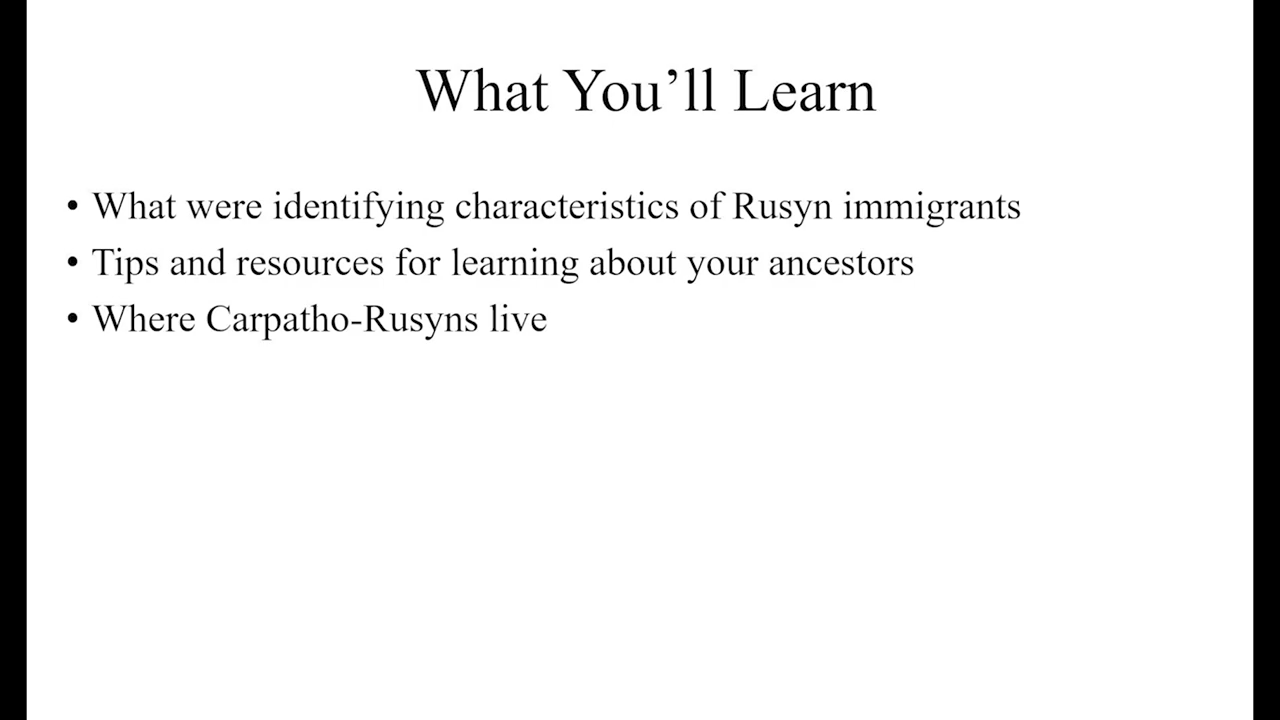 What You’ll Learn
• What were identifying characteristics of Rusyn immigrants
• Tips and resources for learning about your ancestors
• Where Carpatho-Rusyns live